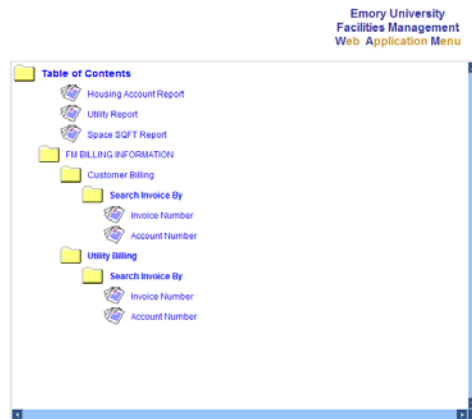 Emory University
Facilities Management
Web Application Menu
Table of Contents
Housing Account Report
Utility Report
Space SQFT Report
FM BILLING INFORMATION
Customer Billing
Search Invoice By
Invoice Number
Account Number
Utility Billing
Search Invoice By
Invoice Number
Account Number